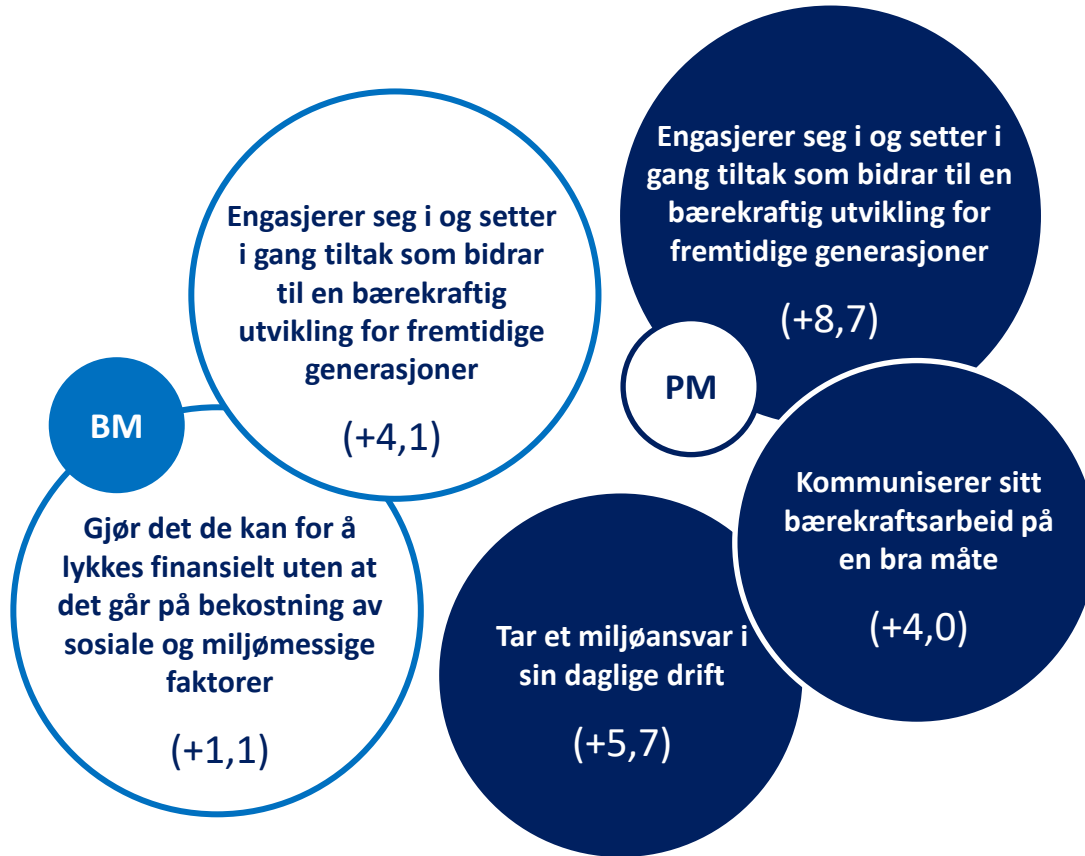 BM
Engasjerer seg i og setter
i gang tiltak som bidrar
til en bærekraftig
utvikling for fremtidige
generasjoner
(+4,1)
Gjør det de kan for å
lykkes finansielt uten at
det går på bekostning av
sosiale og miljømessige
faktorer
(+1,1)
PM
Engasjerer seg i og setter i
gang tiltak som bidrar til en
bærekraftig utvikling for
fremtidige generasjoner
(+8,7)
Kommuniserer sitt
bærekraftsarbeid på
en bra måte
(+4,0)
Tar et miljøansvar i
sin daglige drift
(+5,7)